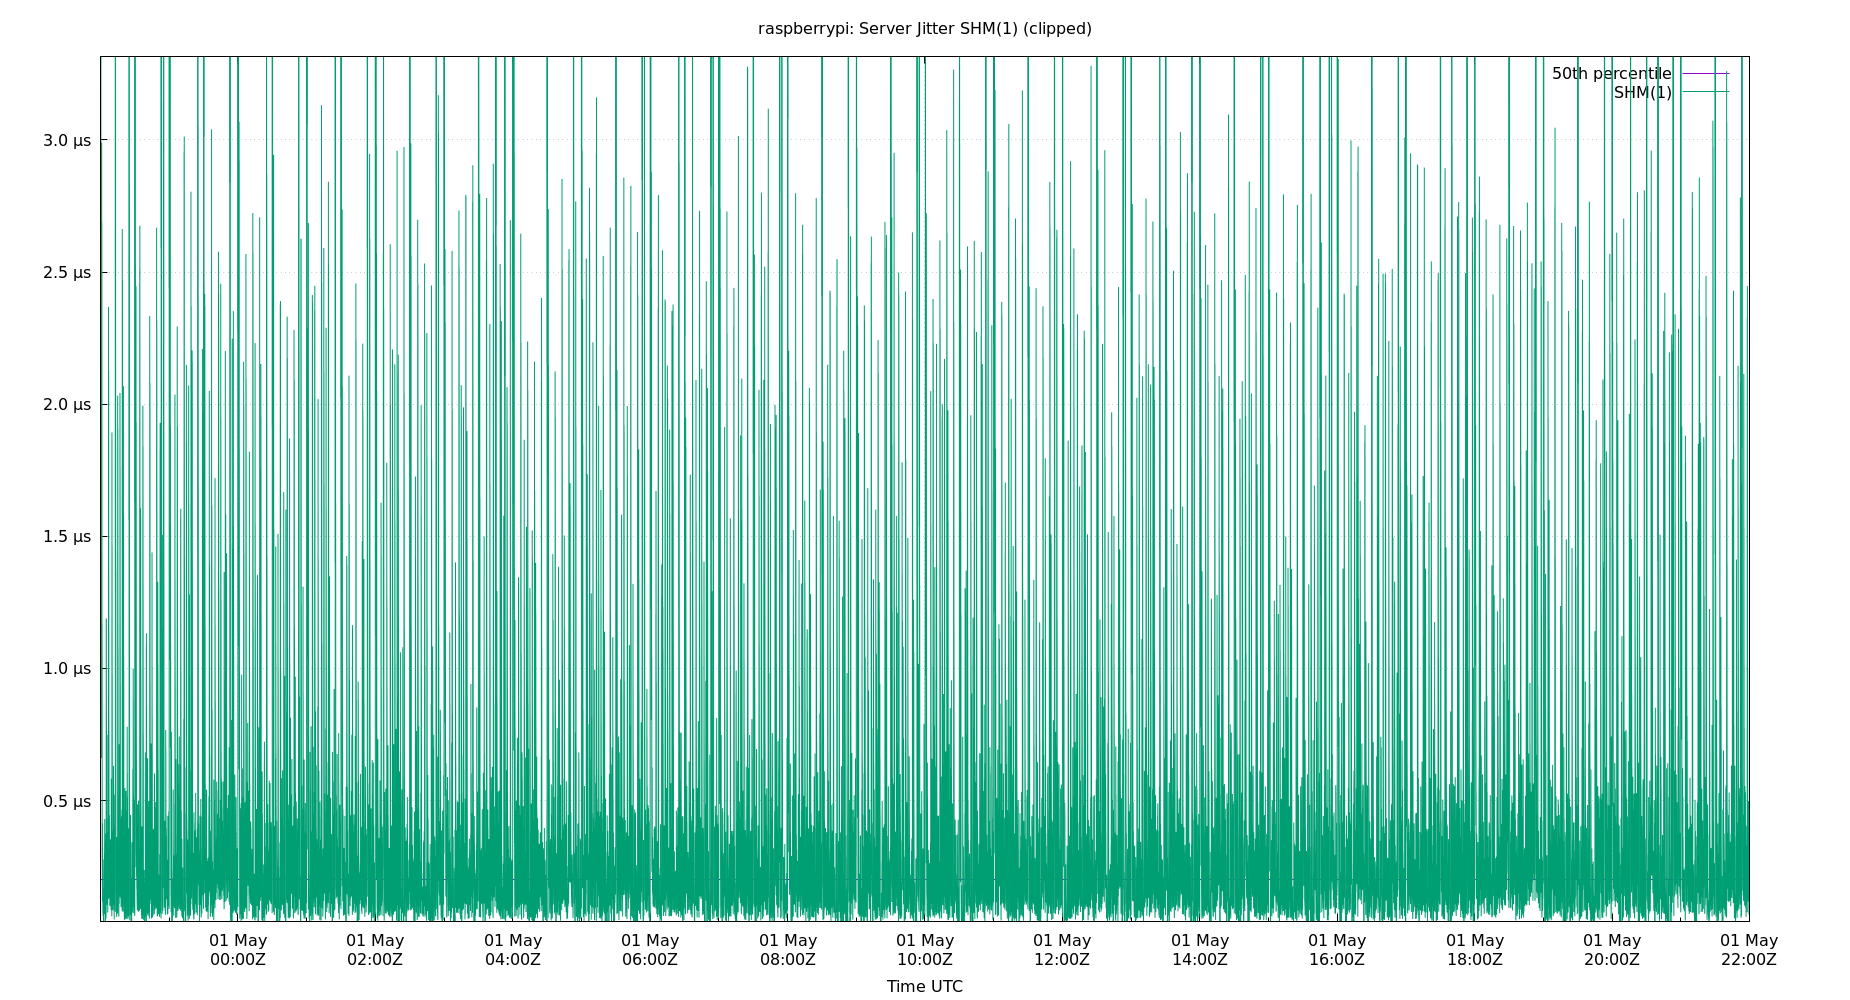 raspberrypi: Server Jitter SHM(1) (clipped)
50th percentile
SHM(1)
3.0 µs
2.5 µs
2.0 µs
1.5 µs
1.0 µs
0.5 µs
01 May 01 May 01 May 01 May 01 May 01 May 01 May 01 May 01 May 01 May 01 May 01 May
00:00Z 02:00Z 04:00Z 06:00Z 08:00Z 10:00Z 12:00Z 14:00Z 16:00Z 18:00Z 20:00Z 22:00Z
Time UTC